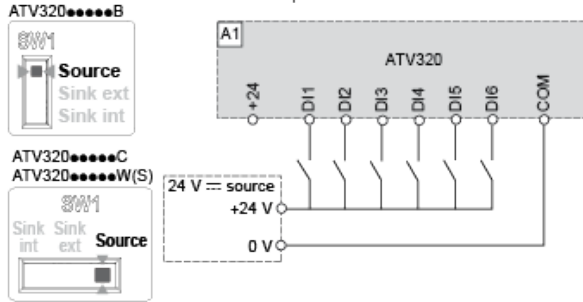 ATV320●●●●●B
SW1
Source
Sink ext
Sink int
ATV320●●●●●C
ATV320●●●●●W(S)
SW1
Sink int
Sink ext
Source
A1
ATV320
+24
DI1
DI2
DI3
DI4
DI5
DI6
COM
24 V ⎓ source
+24 V
0 V